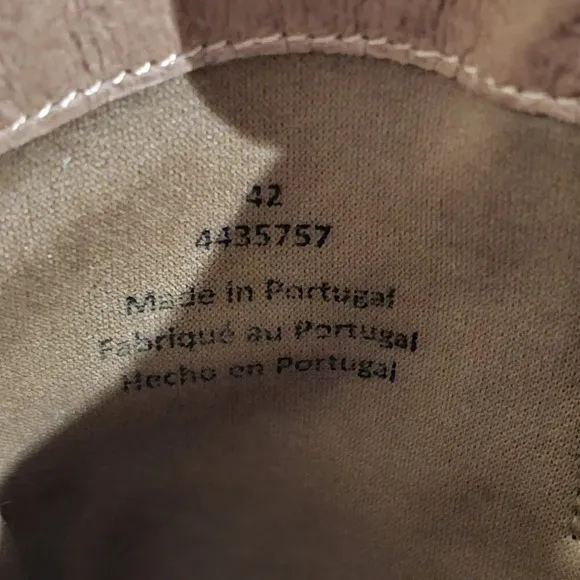 42
4435757
Made in Portugal
Fabriqué au Portugal
Hecho en Portugal